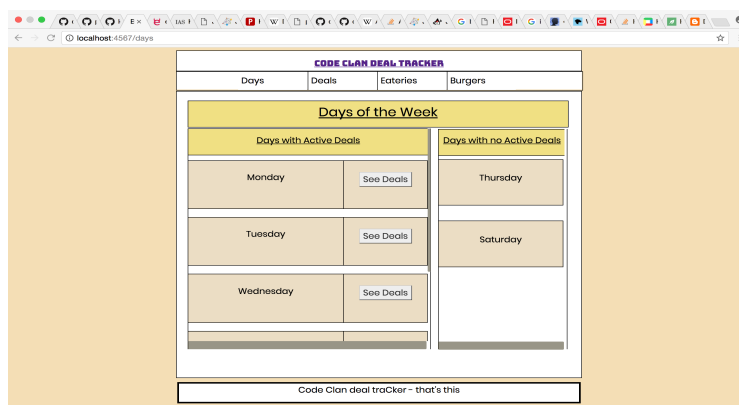 localhost:4567/days
CODE CLAN DEAL TRACKER
Days Deals Eateries Burgers
Days of the Week
Days with Active Deals
Days with no Active Deals
Monday See Deals
Thursday
Tuesday See Deals
Saturday
Wednesday See Deals
Code Clan deal traCker - that's this